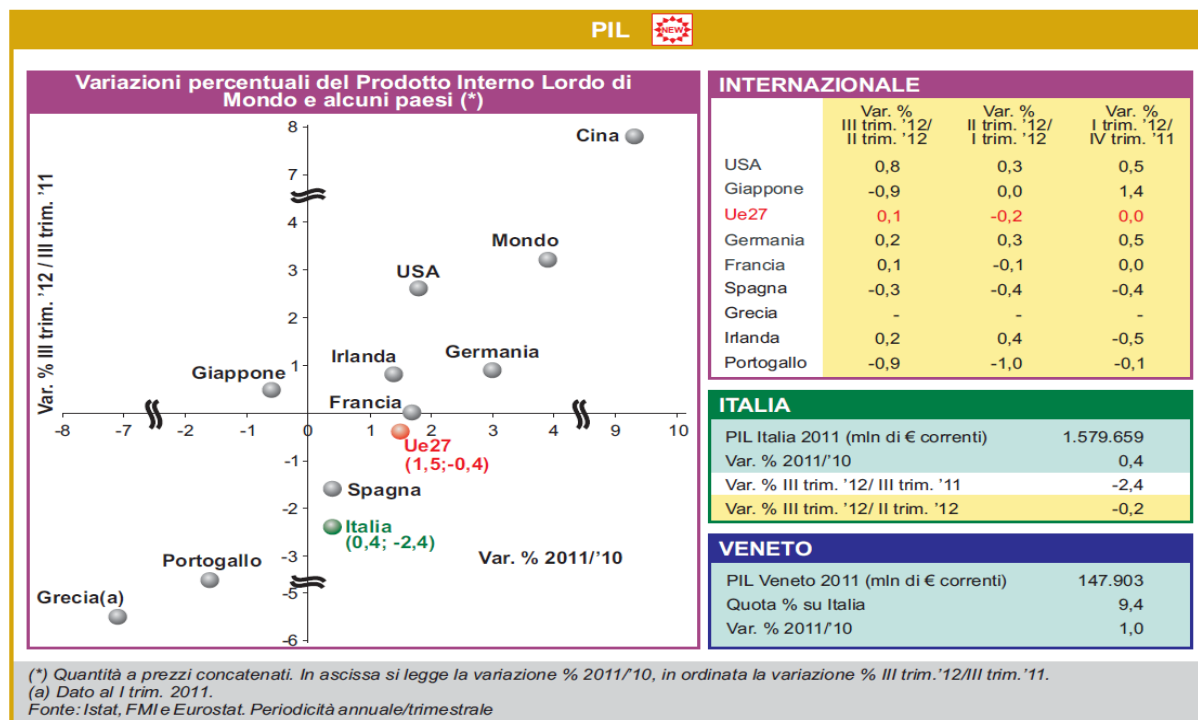 PIL NEW
Variazioni percentuali del Prodotto Interno Lordo di
Mondo e alcuni paesi (*)
Var. % III trim. '12 / III trim. '11
8
7
4
3
2
1
-1
-2
-3
-5
-6
-8 -7 -2 -1 0 1 2 3 9 10
Cina
Mondo
USA
Irlanda
Germania
Giappone
Francia
Ue27
(1,5;-0,4)
Spagna
Italia
(0,4; -2,4)
Var. % 2011/'10
Portogallo
Grecia(a)
INTERNAZIONALE
Var. % Var. % Var. %
III trim. '12/ II trim. '12/ I trim. '12/
II trim. '12 I trim. '12 IV trim. '11
USA 0,8 0,3 0,5
Giappone -0,9 0,0 1,4
Ue27 0,1 -0,2 0,0
Germania 0,2 0,3 0,5
Francia 0,1 -0,1 0,0
Spagna -0,3 -0,4 -0,4
Grecia - - -
Irlanda 0,2 0,4 -0,5
Portogallo -0,9 -1,0 -0,1
ITALIA
PIL Italia 2011 (mln di € correnti) 1.579.659
Var. % 2011/'10 0,4
Var. % III trim. '12/ III trim. '11 -2,4
Var. % III trim. '12/ II trim. '12 -0,2
VENETO
PIL Veneto 2011 (mln di € correnti) 147.903
Quota % su Italia 9,4
Var. % 2011/'10 1,0
(*) Quantità a prezzi concatenati. In ascissa si legge la variazione % 2011/'10, in ordinata la variazione % III trim.'12/III trim.'11.
(a) Dato al I trim. 2011.
Fonte: Istat, FMI e Eurostat. Periodicità annuale/trimestrale